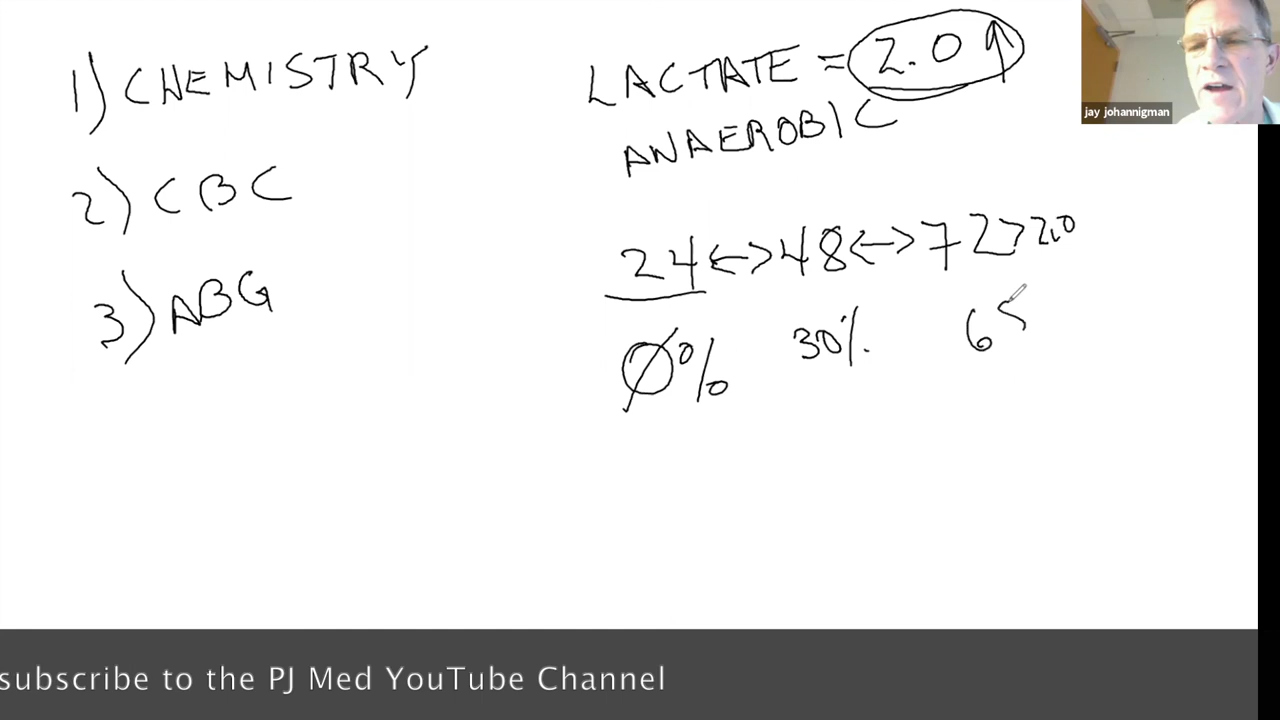 1) CHEMISTRY
2) CBC
3) ABG
LACTATE = 2.0 ↑
ANAEROBIC
24 <-> 48 <-> 72 > 2.0
0% 30% 6
jay johannigman
subscribe to the PJ Med YouTube Channel